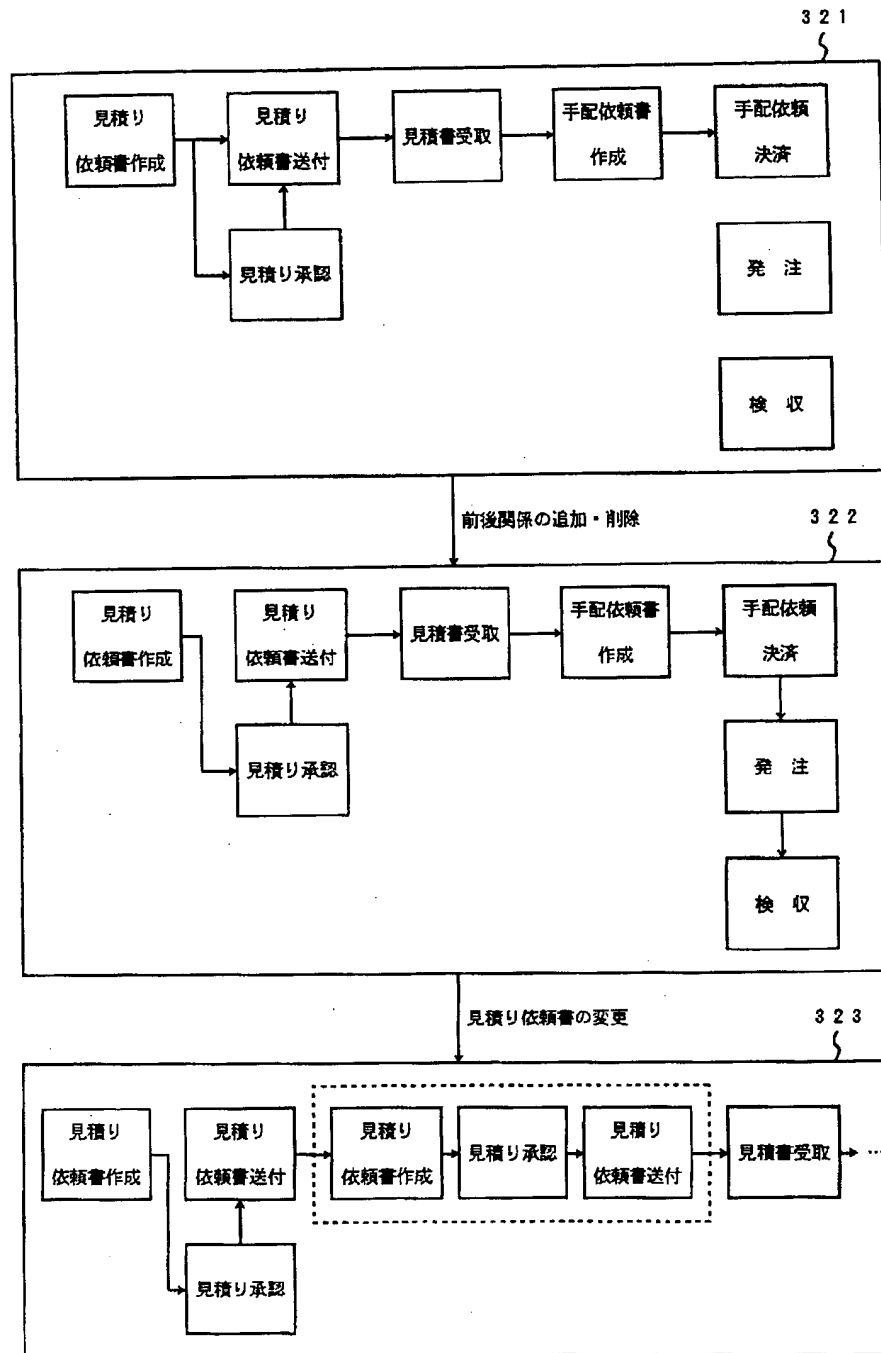 321
見積り
依頼書作成
見積り
依頼書送付
見積書受取
手配依頼書
作成
手配依頼
決済
見積り承認
発 注
検 収
前後関係の追加・削除
322
見積り
依頼書作成
見積り
依頼書送付
見積書受取
手配依頼書
作成
手配依頼
決済
見積り承認
発 注
検 収
見積り依頼書の変更
323
見積り
依頼書作成
見積り
依頼書送付
見積り
依頼書作成
見積り承認
見積り
依頼書送付
見積書受取
…
見積り承認